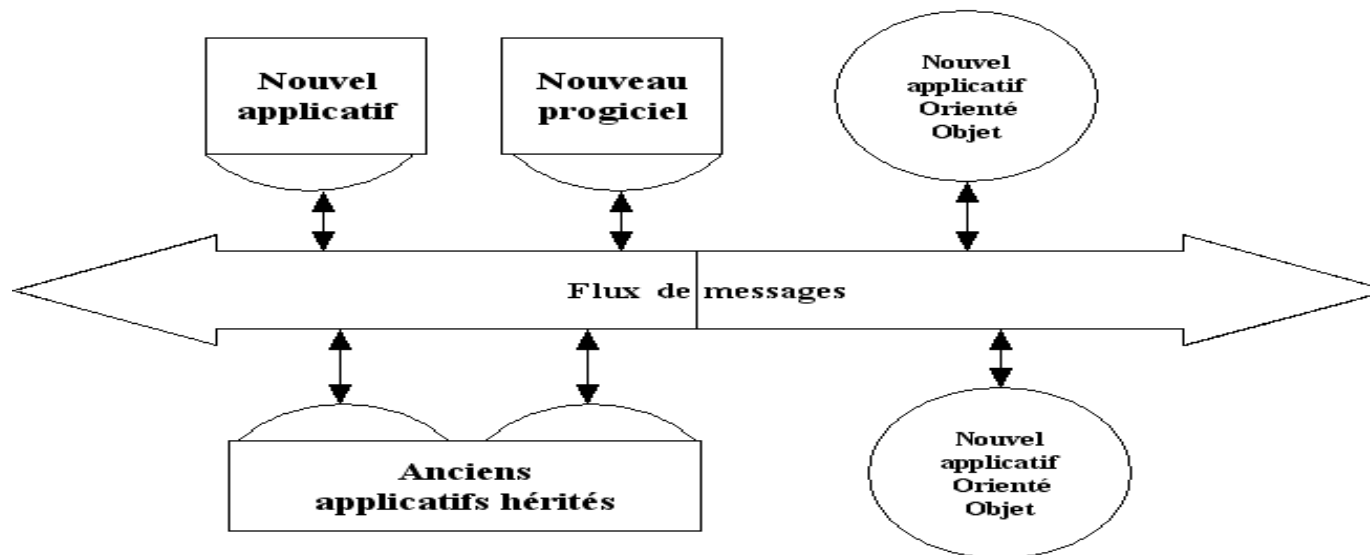 Nouvel
applicatif
Nouveau
progiciel
Nouvel
applicatif
Orienté
Objet
Flux de messages
Anciens
applicatifs hérités
Nouvel
applicatif
Orienté
Objet